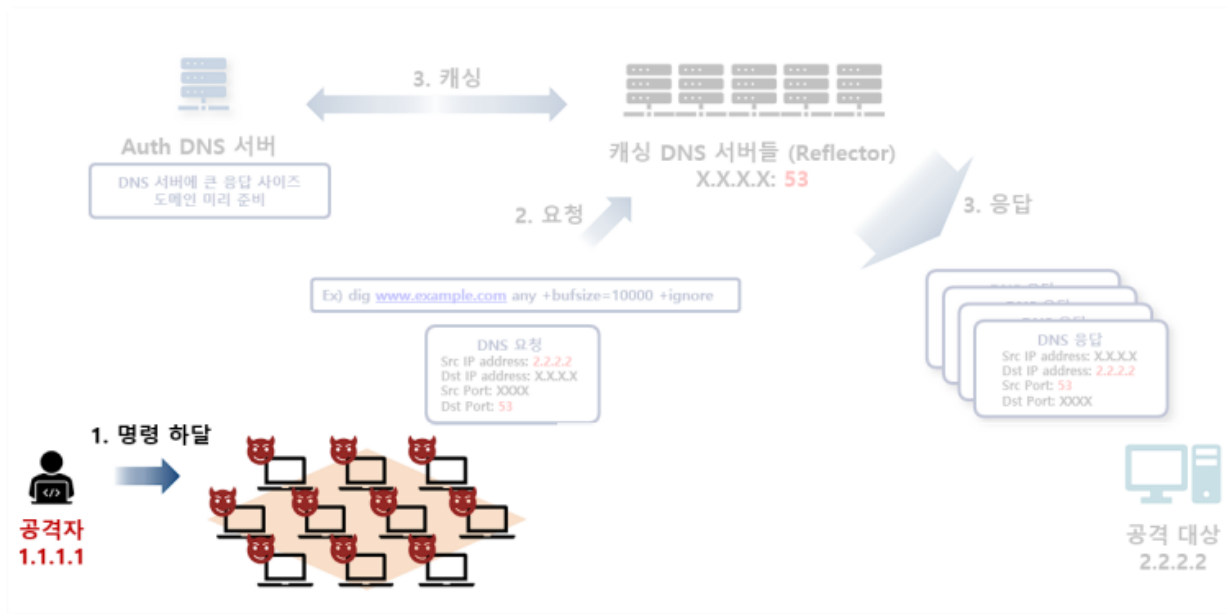 3. 캐싱
Auth DNS 서버
DNS 서버에 큰 응답 사이즈
도메인 미리 준비
캐싱 DNS 서버들 (Reflector)
X.X.X.X: 53
2. 요청
3. 응답
Ex) dig www.example.com any +bufsize=10000 +ignore
DNS 요청
Src IP address: 2.2.2.2
Dst IP address: X.X.X.X
Src Port: XXXX
Dst Port: 53
DNS 응답
Src IP address: X.X.X.X
Dst IP address: 2.2.2.2
Src Port: 53
Dst Port: XXXX
1. 명령 하달
공격자
1.1.1.1
공격 대상
2.2.2.2